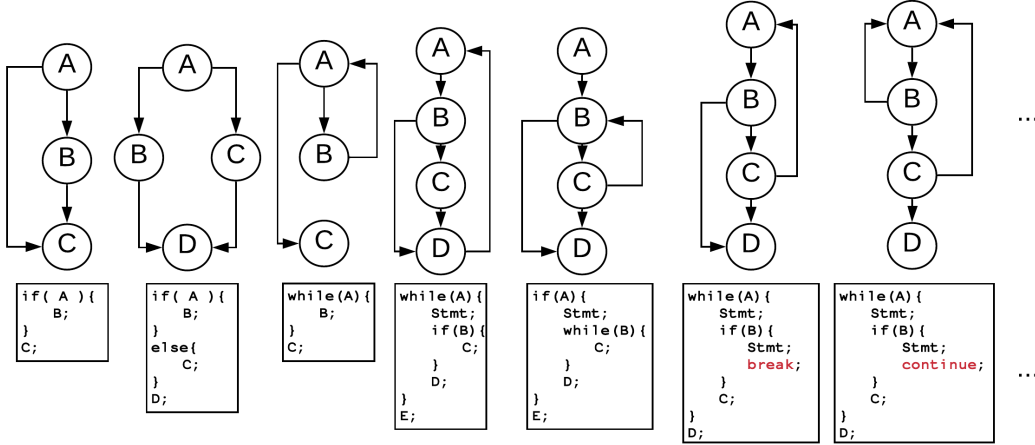 A
B
C
A
B
C
D
A
B
C
A
B
C
D
A
B
C
D
A
B
C
D
A
B
C
D
...
if( A ){
B;
}
C;
if( A ){
B;
}
else{
C;
}
D;
while(A){
B;
}
C;
while(A){
Stmt;
if(B){
C;
}
D;
}
E;
if(A){
Stmt;
while(B){
C;
}
D;
}
E;
while(A){
Stmt;
if(B){
Stmt;
break;
}
C;
}
D;
while(A){
Stmt;
if(B){
Stmt;
continue;
}
C;
}
D;
...